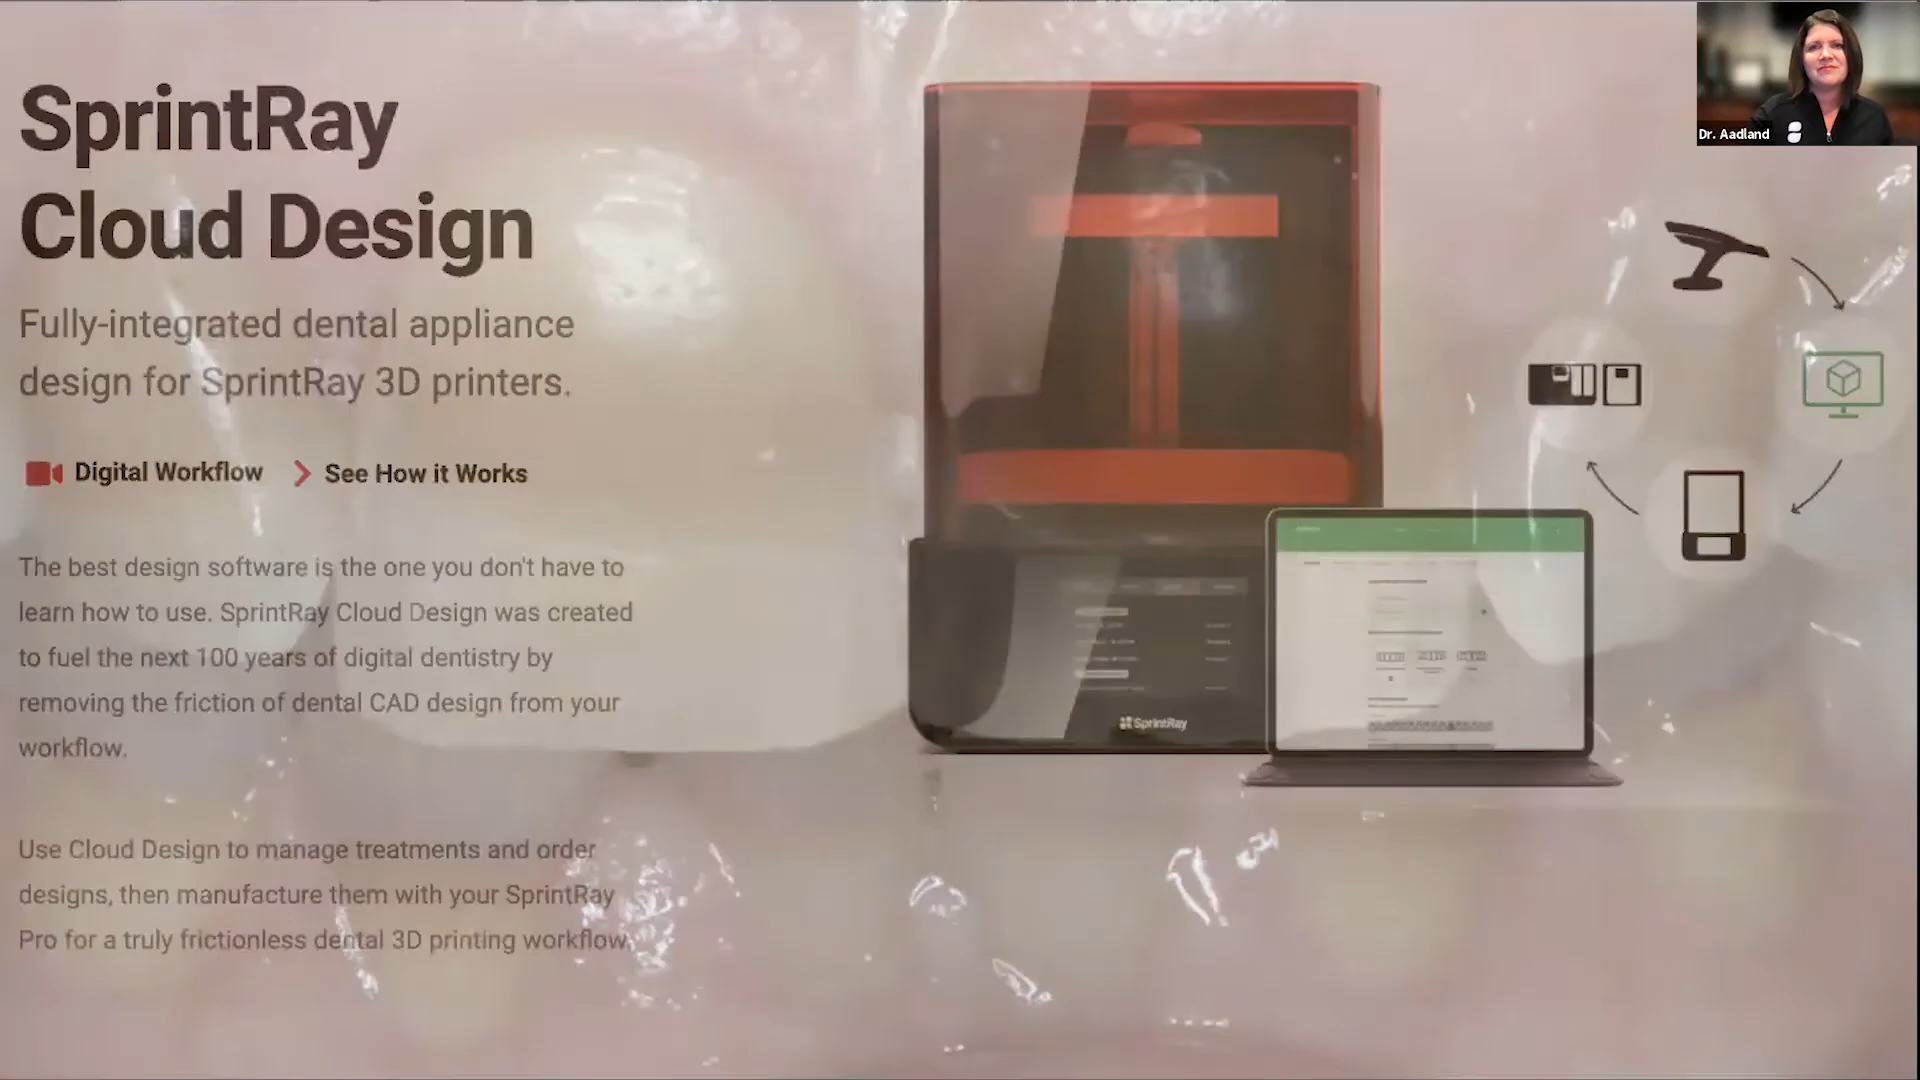 SprintRay
Cloud Design
Fully-integrated dental appliance
design for SprintRay 3D printers.
Digital Workflow
See How it Works
The best design software is the one you don't have to
learn how to use. SprintRay Cloud Design was created
to fuel the next 100 years of digital dentistry by
removing the friction of dental CAD design from your
workflow.
Use Cloud Design to manage treatments and order
designs, then manufacture them with your SprintRay
Pro for a truly frictionless dental 3D printing workflow.
SprintRay
Dr. Aadland